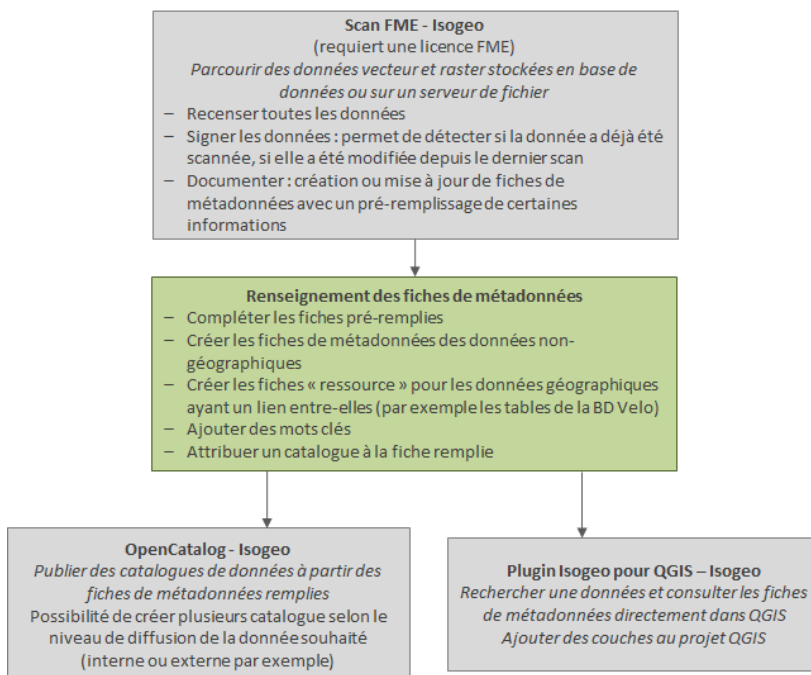 Scan FME - Isogeo
(requiert une licence FME)
Parcourir des données vecteur et raster stockées en base de
données ou sur un serveur de fichier
– Recenser toutes les données
– Signer les données : permet de détecter si la donnée a déjà été
scannée, si elle a été modifiée depuis le dernier scan
– Documenter : création ou mise à jour de fiches de
métadonnées avec un pré-remplissage de certaines
informations
Renseignement des fiches de métadonnées
– Compléter les fiches pré-remplies
– Créer les fiches de métadonnées des données non-
géographiques
– Créer les fiches « ressource » pour les données géographiques
ayant un lien entre-elles (par exemple les tables de la BD Velo)
– Ajouter des mots clés
– Attribuer un catalogue à la fiche remplie
OpenCatalog - Isogeo
Publier des catalogues de données à partir des
fiches de métadonnées remplies
Possibilité de créer plusieurs catalogue selon le
niveau de diffusion de la donnée souhaité
(interne ou externe par exemple)
Plugin Isogeo pour QGIS – Isogeo
Rechercher une données et consulter les fiches
de métadonnées directement dans QGIS
Ajouter des couches au projet QGIS